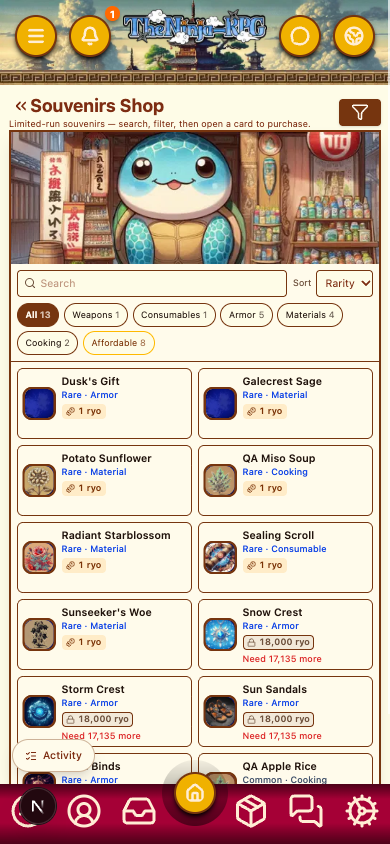 1
TheNinja-RPG
« Souvenirs Shop
Limited-run souvenirs — search, filter, then open a card to purchase.
Search
Sort
Rarity
All 13
Weapons 1
Consumables 1
Armor 5
Materials 4
Cooking 2
Affordable 8
Dusk's Gift
Rare · Armor
1 ryo
Galecrest Sage
Rare · Material
1 ryo
Potato Sunflower
Rare · Material
1 ryo
QA Miso Soup
Rare · Cooking
1 ryo
Radiant Starblossom
Rare · Material
1 ryo
Sealing Scroll
Rare · Consumable
1 ryo
Sunseeker's Woe
Rare · Material
1 ryo
Snow Crest
Rare · Armor
18,000 ryo
Need 17,135 more
Storm Crest
Rare · Armor
18,000 ryo
Need 17,135 more
Sun Sandals
Rare · Armor
18,000 ryo
Need 17,135 more
Binds
Rare · Armor
QA Apple Rice
Common · Cooking
Activity
N